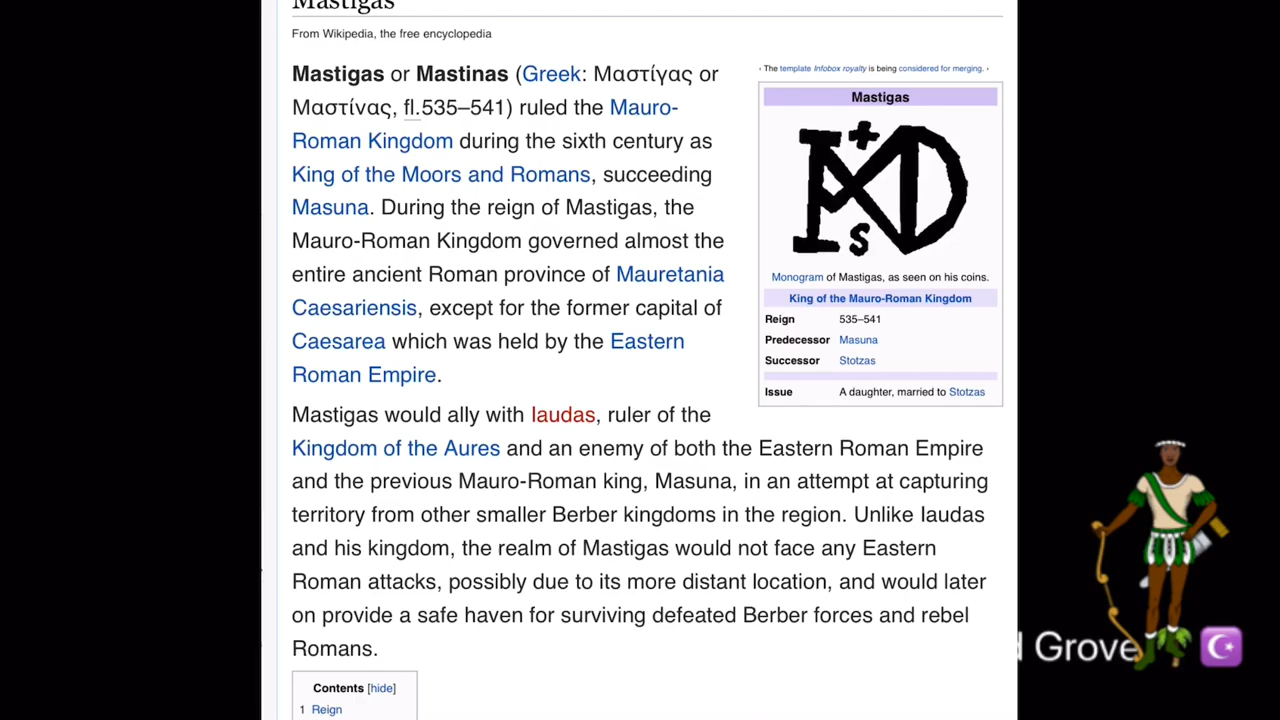 Mastigas
From Wikipedia, the free encyclopedia
Mastigas or Mastinas (Greek: Μαστίγας or
Μαστίνας, fl.535–541) ruled the Mauro-
Roman Kingdom during the sixth century as
King of the Moors and Romans, succeeding
Masuna. During the reign of Mastigas, the
Mauro-Roman Kingdom governed almost the
entire ancient Roman province of Mauretania
Caesariensis, except for the former capital of
Caesarea which was held by the Eastern
Roman Empire.
Mastigas would ally with Iaudas, ruler of the
Kingdom of the Aures and an enemy of both the Eastern Roman Empire
and the previous Mauro-Roman king, Masuna, in an attempt at capturing
territory from other smaller Berber kingdoms in the region. Unlike Iaudas
and his kingdom, the realm of Mastigas would not face any Eastern
Roman attacks, possibly due to its more distant location, and would later
on provide a safe haven for surviving defeated Berber forces and rebel
Romans.
Contents [hide]
1 Reign
‹ The template Infobox royalty is being considered for merging. ›
Mastigas
Monogram of Mastigas, as seen on his coins.
King of the Mauro-Roman Kingdom
Reign 535–541
Predecessor Masuna
Successor Stotzas
Issue A daughter, married to Stotzas
Grove